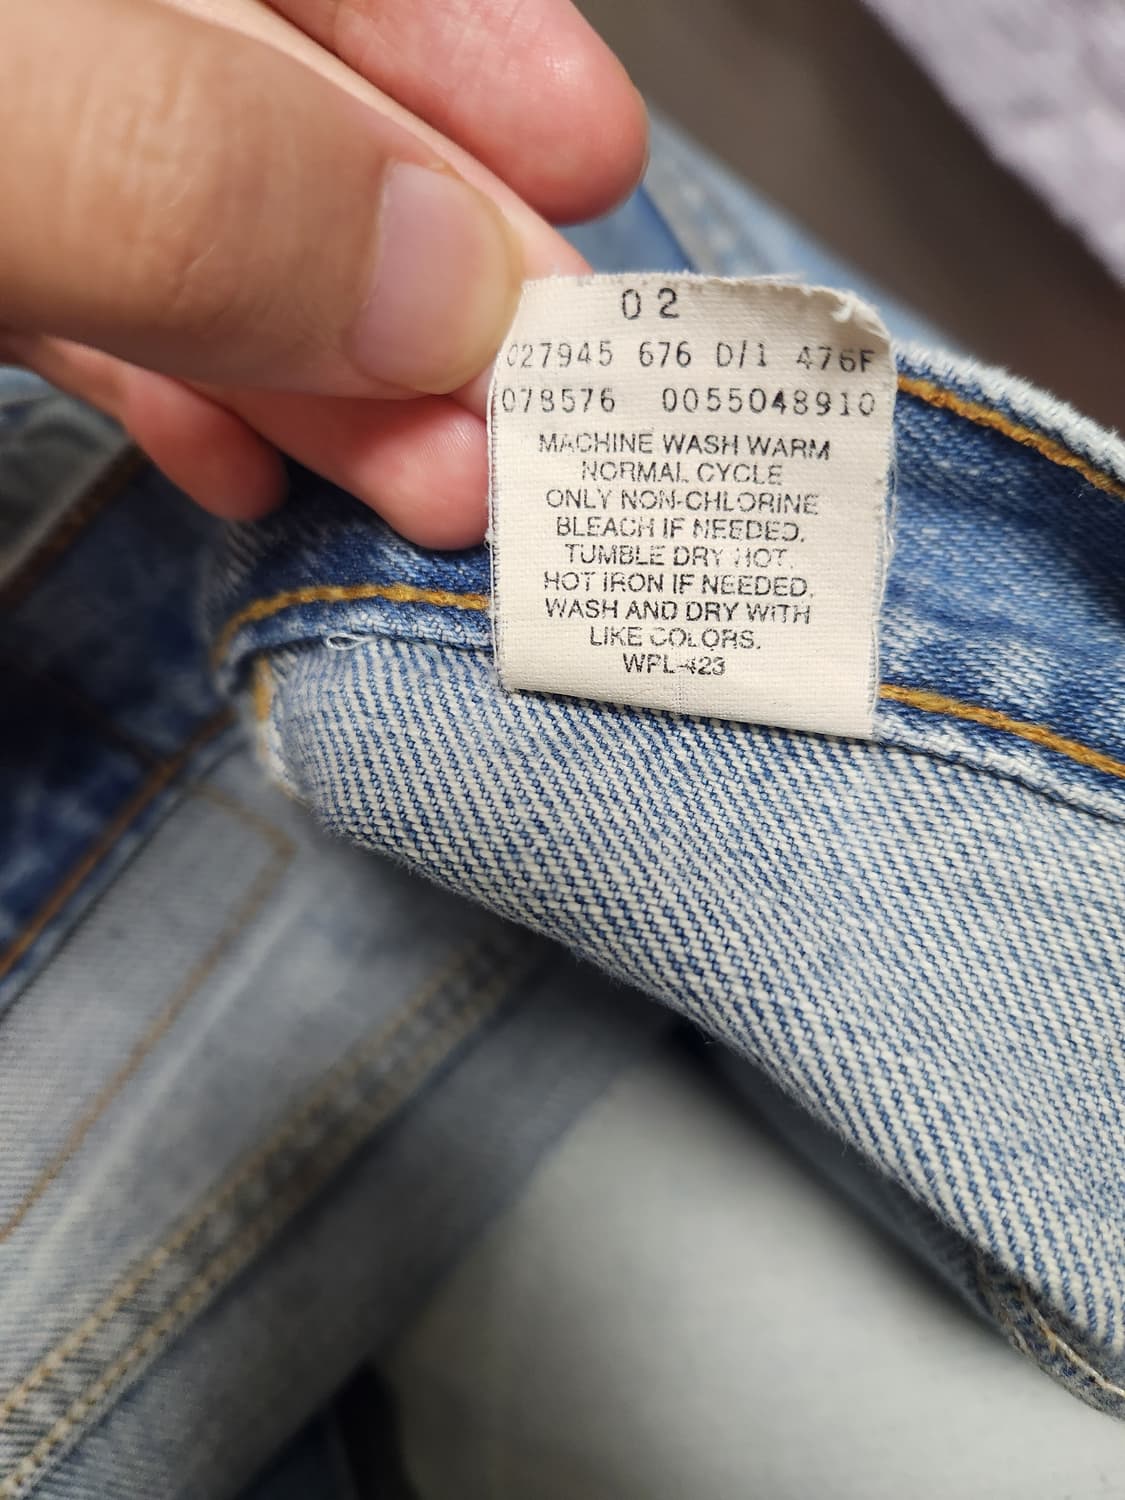 02
027945 676 D/1 476F
078576 0055048910
MACHINE WASH WARM
NORMAL CYCLE
ONLY NON-CHLORINE
BLEACH IF NEEDED.
TUMBLE DRY HOT.
HOT IRON IF NEEDED.
WASH AND DRY WITH
LIKE COLORS.
WPL-423